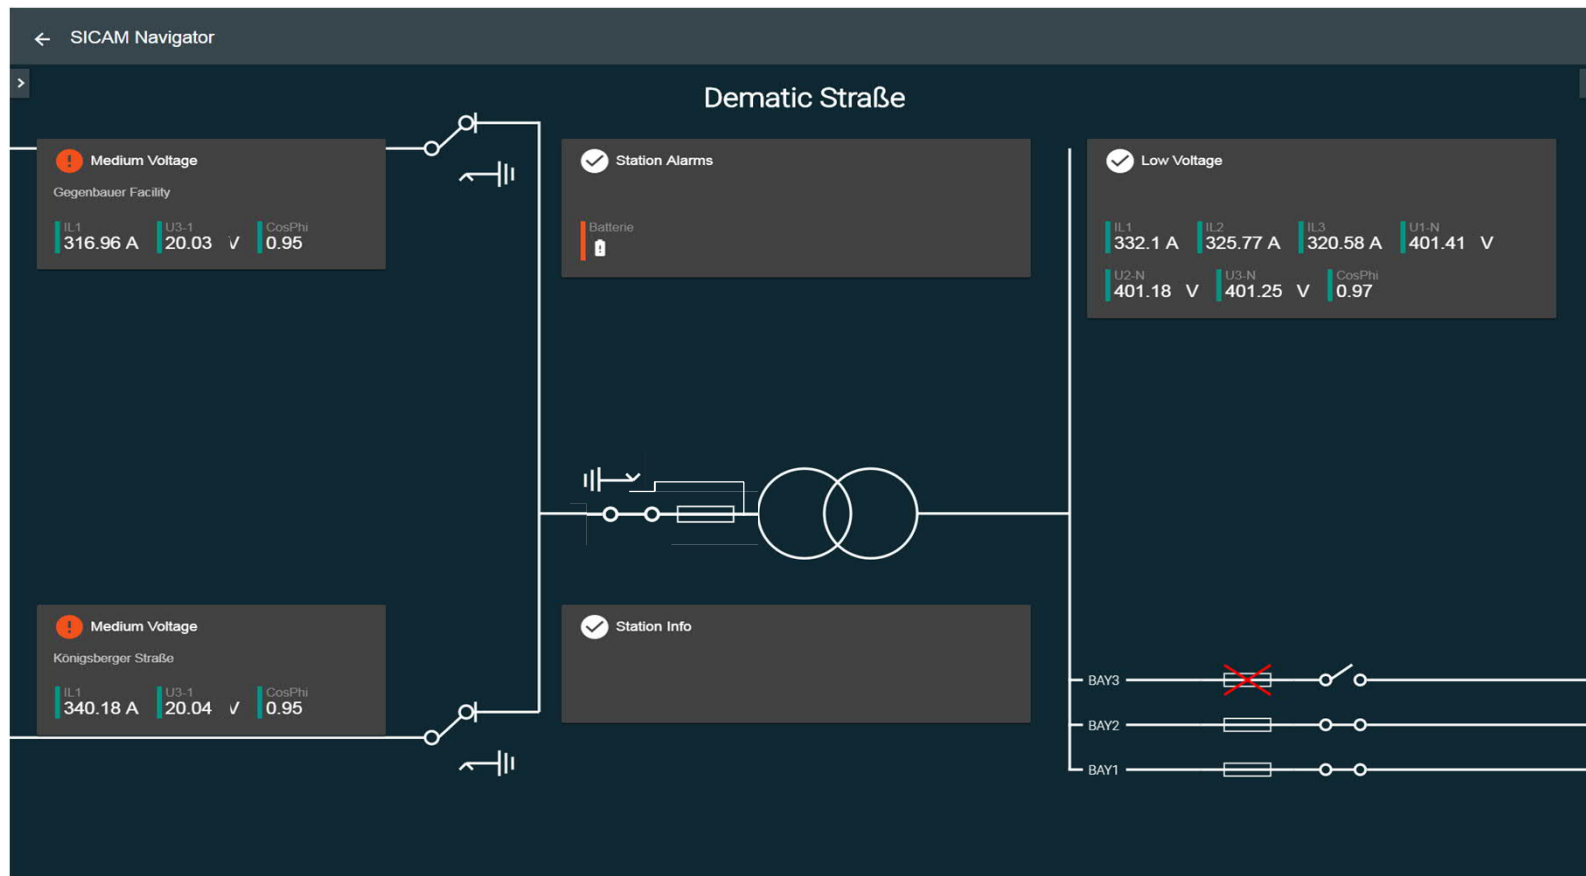 SICAM Navigator
Dematic Straße
Medium Voltage
Gegenbauer Facility
IL1 U3-1 CosPhi
316.96 A 20.03 V 0.95
Station Alarms
Batterie
Low Voltage
IL1 IL2 IL3 U1-N
332.1 A 325.77 A 320.58 A 401.41 V
U2-N U3-N CosPhi
401.18 V 401.25 V 0.97
Medium Voltage
Königsberger Straße
IL1 U3-1 CosPhi
340.18 A 20.04 V 0.95
Station Info
BAY3
BAY2
BAY1